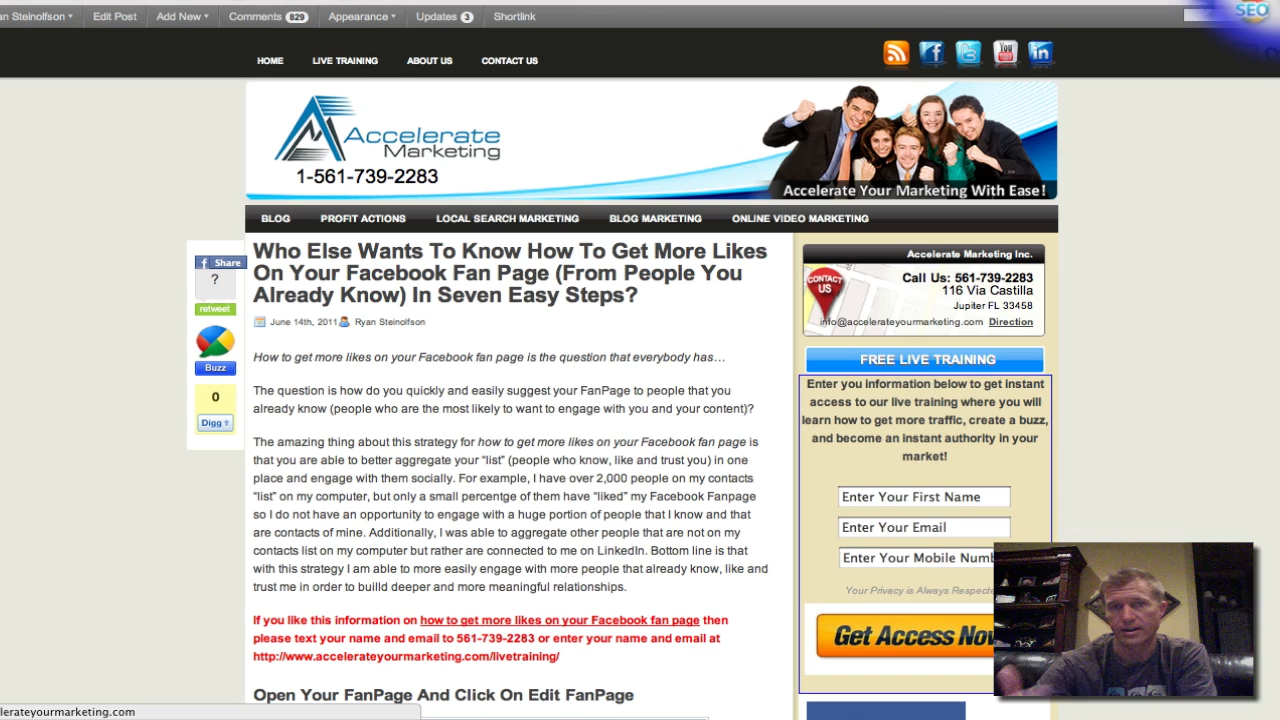 an Steinolfson
Edit Post
Add New
Comments 829
Appearance
Updates 3
Shortlink
SEO
HOME
LIVE TRAINING
ABOUT US
CONTACT US
You
Tube
in
Accelerate
Marketing
1-561-739-2283
Accelerate Your Marketing With Ease!
BLOG
PROFIT ACTIONS
LOCAL SEARCH MARKETING
BLOG MARKETING
ONLINE VIDEO MARKETING
f Share
?
retweet
Buzz
0
Digg
Who Else Wants To Know How To Get More Likes
On Your Facebook Fan Page (From People You
Already Know) In Seven Easy Steps?
June 14th, 2011 Ryan Steinolfson
How to get more likes on your Facebook fan page is the question that everybody has…
The question is how do you quickly and easily suggest your FanPage to people that you
already know (people who are the most likely to want to engage with you and your content)?
The amazing thing about this strategy for how to get more likes on your Facebook fan page is
that you are able to better aggregate your “list” (people who know, like and trust you) in one
place and engage with them socially. For example, I have over 2,000 people on my contacts
“list” on my computer, but only a small percentge of them have “liked” my Facebook Fanpage
so I do not have an opportunity to engage with a huge portion of people that I know and that
are contacts of mine. Additionally, I was able to aggregate other people that are not on my
contacts list on my computer but rather are connected to me on LinkedIn. Bottom line is that
with this strategy I am able to more easily engage with more people that already know, like and
trust me in order to builld deeper and more meaningful relationships.
If you like this information on how to get more likes on your Facebook fan page then
please text your name and email to 561-739-2283 or enter your name and email at
http://www.accelerateyourmarketing.com/livetraining/
Open Your FanPage And Click On Edit FanPage
Accelerate Marketing Inc.
CONTACT
US
Call Us: 561-739-2283
116 Via Castilla
Jupiter FL 33458
info@accelerateyourmarketing.com Direction
FREE LIVE TRAINING
Enter you information below to get instant
access to our live training where you will
learn how to get more traffic, create a buzz,
and become an instant authority in your
market!
Enter Your First Name
Enter Your Email
Enter Your Mobile Numb
Your Privacy is Always Respecte
Get Access Now
lerateyourmarketing.com